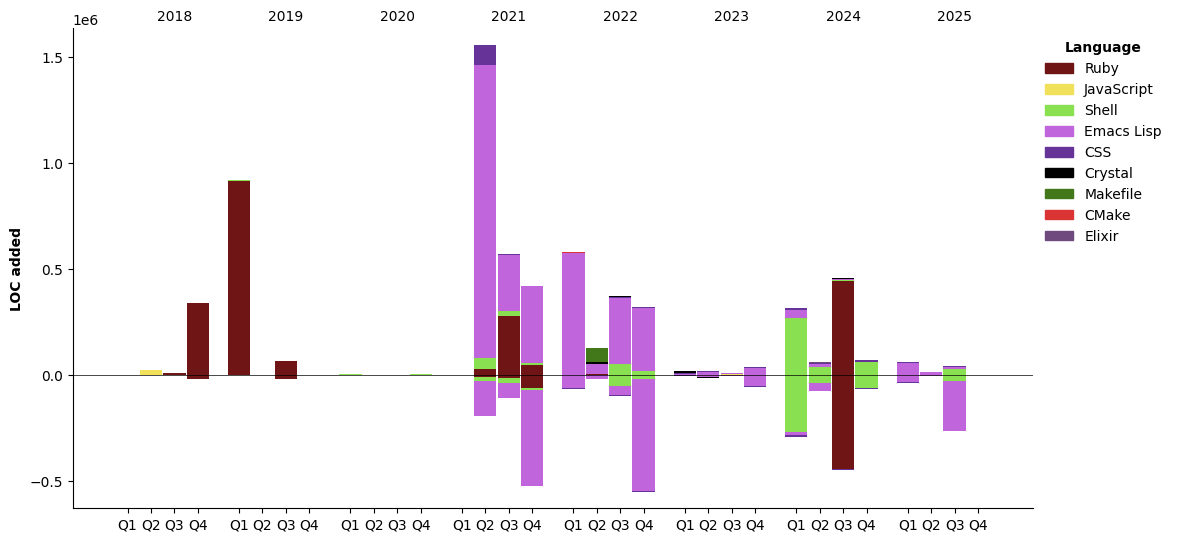 2018 2019 2020 2021 2022 2023 2024 2025
1e6
Language
Ruby
JavaScript
Shell
Emacs Lisp
CSS
Crystal
Makefile
CMake
Elixir
LOC added
1.5
1.0
0.5
0.0
−0.5
Q1 Q2 Q3 Q4 Q1 Q2 Q3 Q4 Q1 Q2 Q3 Q4 Q1 Q2 Q3 Q4 Q1 Q2 Q3 Q4 Q1 Q2 Q3 Q4 Q1 Q2 Q3 Q4 Q1 Q2 Q3 Q4